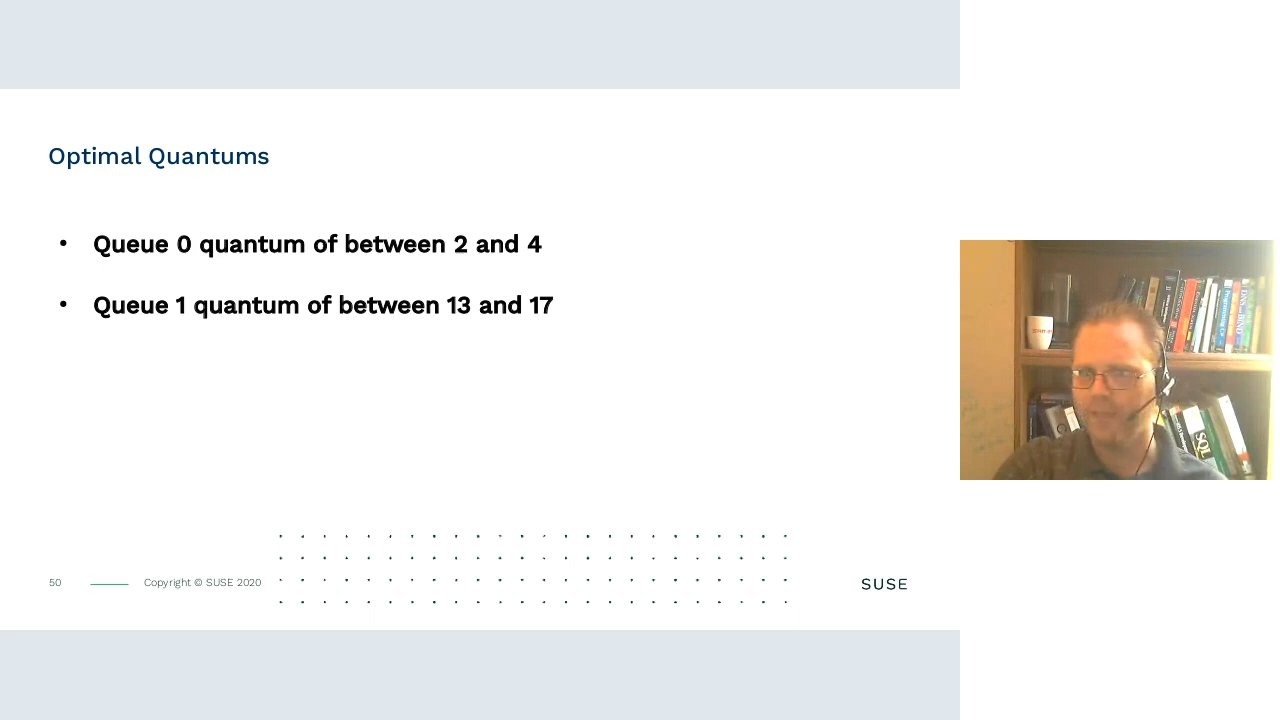 Optimal Quantums
• Queue 0 quantum of between 2 and 4
• Queue 1 quantum of between 13 and 17
50
Copyright © SUSE 2020
SUSE
SQL